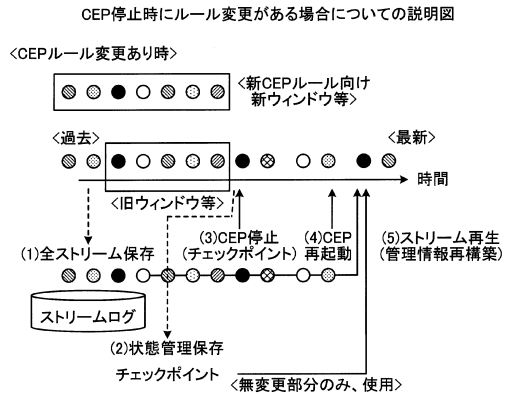 CEP停止時にルール変更がある場合についての説明図
<CEPルール変更あり時>
<新CEPルール向け
新ウィンドウ等>
<過去>
<最新>
時間
<旧ウィンドウ等>
(1)全ストリーム保存
(3)CEP停止
(チェックポイント)
(4)CEP
再起動
(5)ストリーム再生
(管理情報再構築)
ストリームログ
(2)状態管理保存
チェックポイント
<無変更部分のみ、使用>